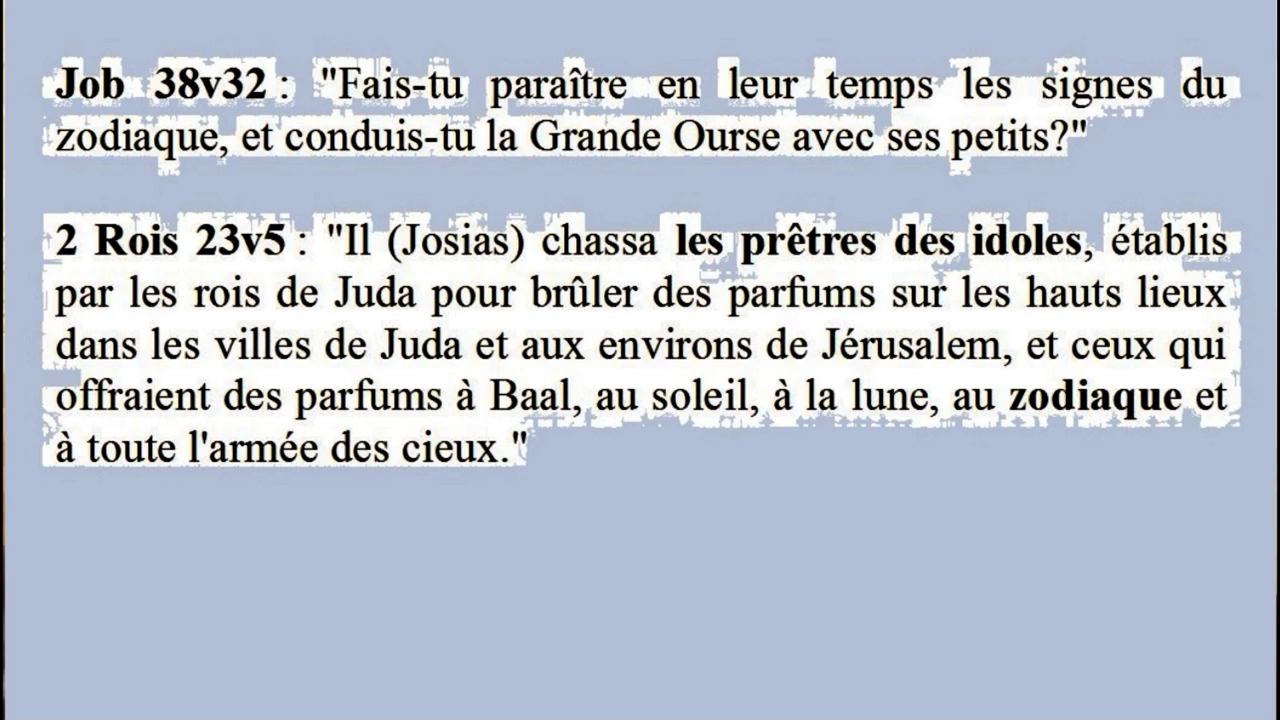 Job 38v32 : "Fais-tu paraître en leur temps les signes du
zodiaque, et conduis-tu la Grande Ourse avec ses petits?"
2 Rois 23v5 : "Il (Josias) chassa les prêtres des idoles, établis
par les rois de Juda pour brûler des parfums sur les hauts lieux
dans les villes de Juda et aux environs de Jérusalem, et ceux qui
offraient des parfums à Baal, au soleil, à la lune, au zodiaque et
à toute l'armée des cieux."